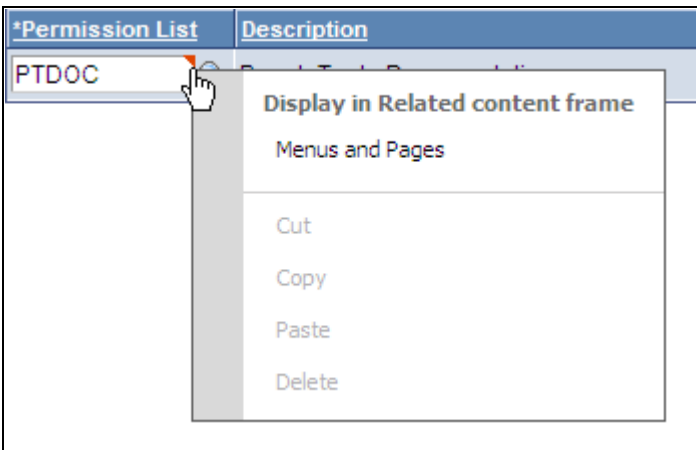 *Permission List Description
PTDOC
Display in Related content frame
Menus and Pages
Cut
Copy
Paste
Delete